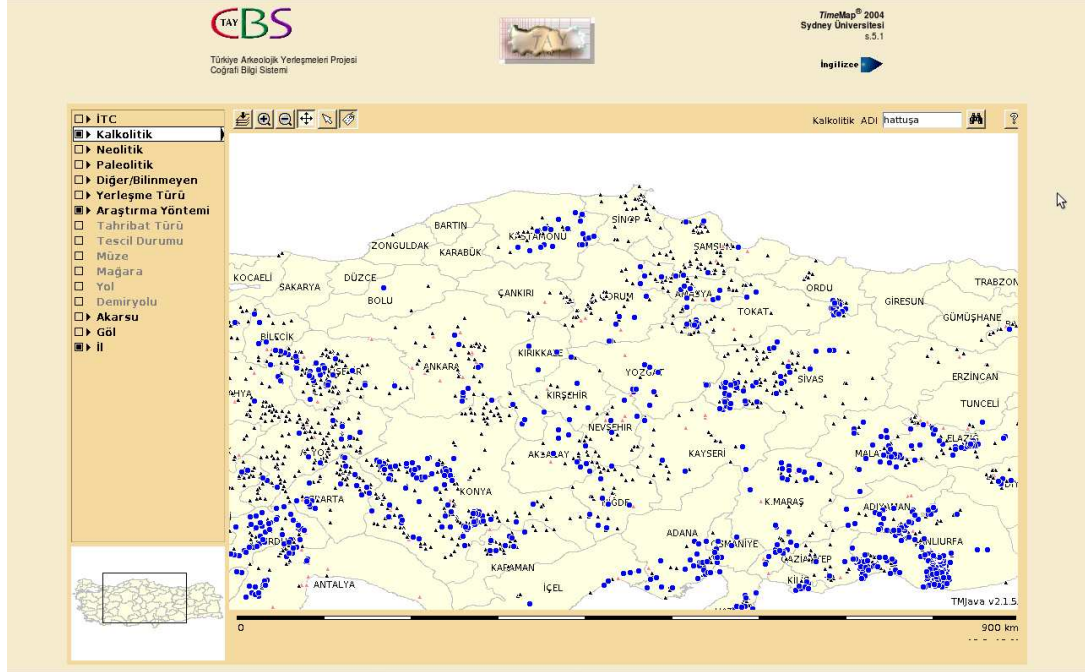 TAY CBS
Türkiye Arkeolojik Yerleşmeleri Projesi
Coğrafi Bilgi Sistemi
TAY
TimeMap® 2004
Sydney Üniversitesi
s.5.1
İngilizce
İTC
Kalkolitik
Neolitik
Paleolitik
Diğer/Bilinmeyen
Yerleşme Türü
Araştırma Yöntemi
Tahribat Türü
Tescil Durumu
Müze
Mağara
Yol
Demiryolu
Akarsu
Göl
İl
Kalkolitik ADI hattuşa
?
SİNOP
BARTIN
KASTAMONU
ZONGULDAK
KARABÜK
SAMSUN
KOCAELİ
SAKARYA
DÜZCE
BOLU
ÇANKIRI
ÇORUM
AMASYA
ORDU
TRABZON
GİRESUN
TOKAT
GÜMÜŞHANE
BİLECİK
ANKARA
KIRIKKALE
YOZGAT
SİVAS
ERZİNCAN
KIRŞEHİR
TUNCELİ
NEVŞEHİR
ELAZIĞ
AFYON
AKSARAY
KAYSERİ
MALATYA
KONYA
ISPARTA
NİĞDE
K.MARAŞ
ADIYAMAN
ADANA
OSMANİYE
GAZİANTEP
KARAMAN
KİLİS
ANTALYA
İÇEL
TMJava v2.1.5
0
900 km